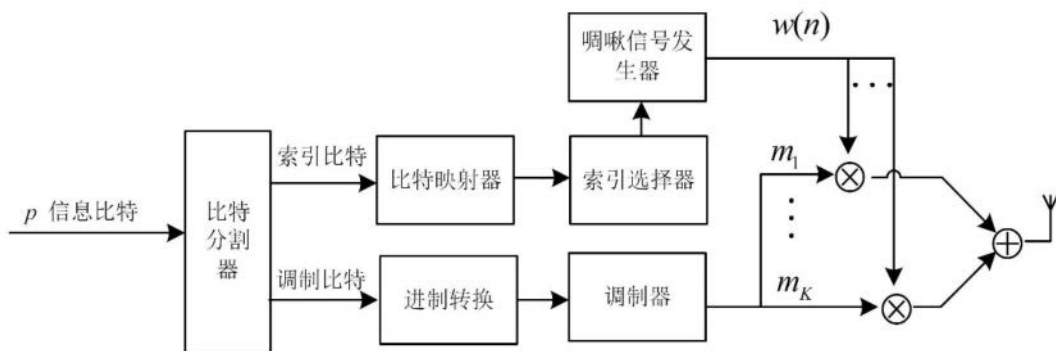 啁啾信号发
生器
w(n)
索引比特
比特映射器
索引选择器
m₁
p 信息比特
比特
分割
器
调制比特
进制转换
调制器
m_K